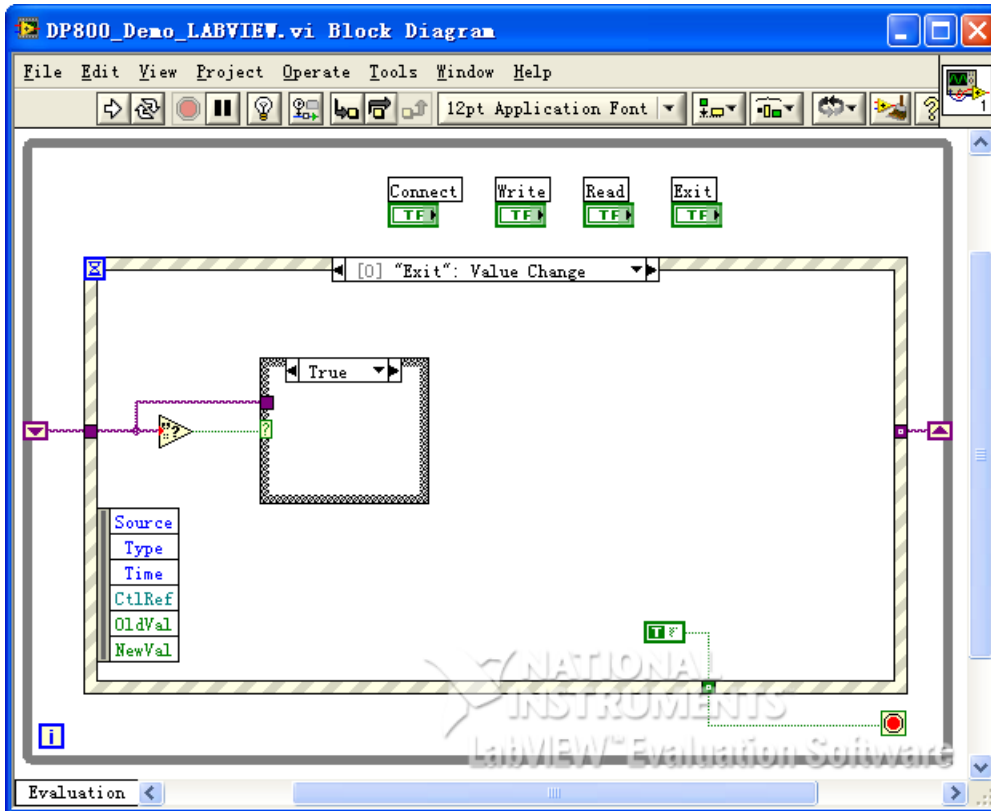 DP800_Demo_LABVIEW.vi Block Diagram
File Edit View Project Operate Tools Window Help
12pt Application Font
1
Connect Write Read Exit
TF TF TF TF
[0] "Exit": Value Change
True
?
?
Source
Type
Time
CtlRef
OldVal
NewVal
T F
NATIONAL
INSTRUMENTS
i
LabVIEW™ Evaluation Software
Evaluation